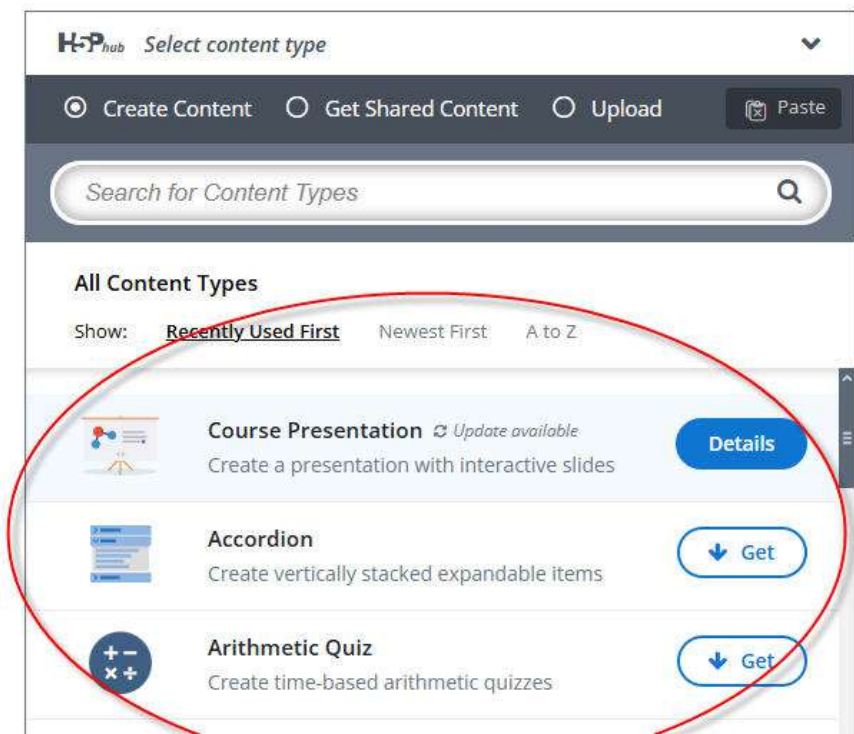 H5Phub Select content type
Create Content Get Shared Content Upload Paste
Search for Content Types
All Content Types
Show: Recently Used First Newest First A to Z
Course Presentation Update available Details
Create a presentation with interactive slides
Accordion Get
Create vertically stacked expandable items
Arithmetic Quiz Get
Create time-based arithmetic quizzes